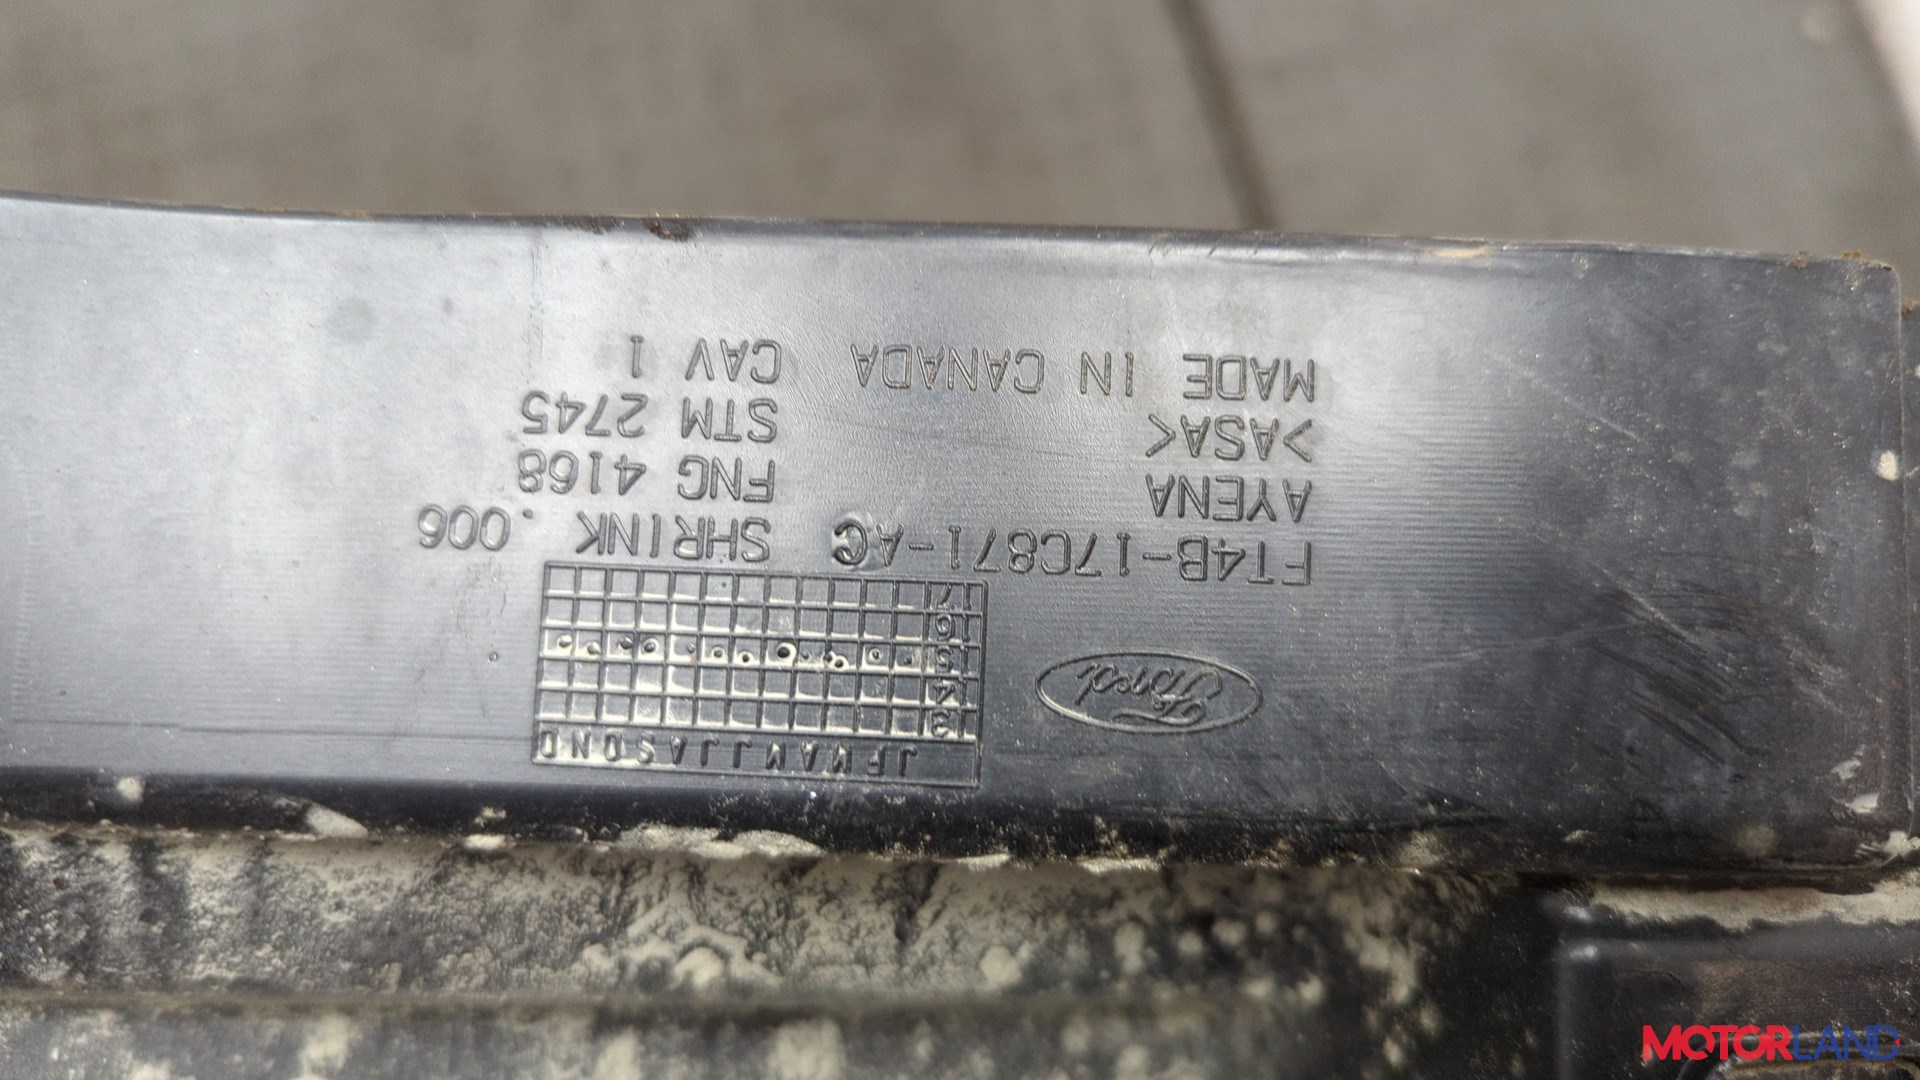 JFMAMJJASOND
Ford
13
14
15
16
17
FT4B-17C871-AC SHRINK .006
AYENA FNG 4168
>ASA< STM 2745
MADE IN CANADA CAV 1
MOTORLAND